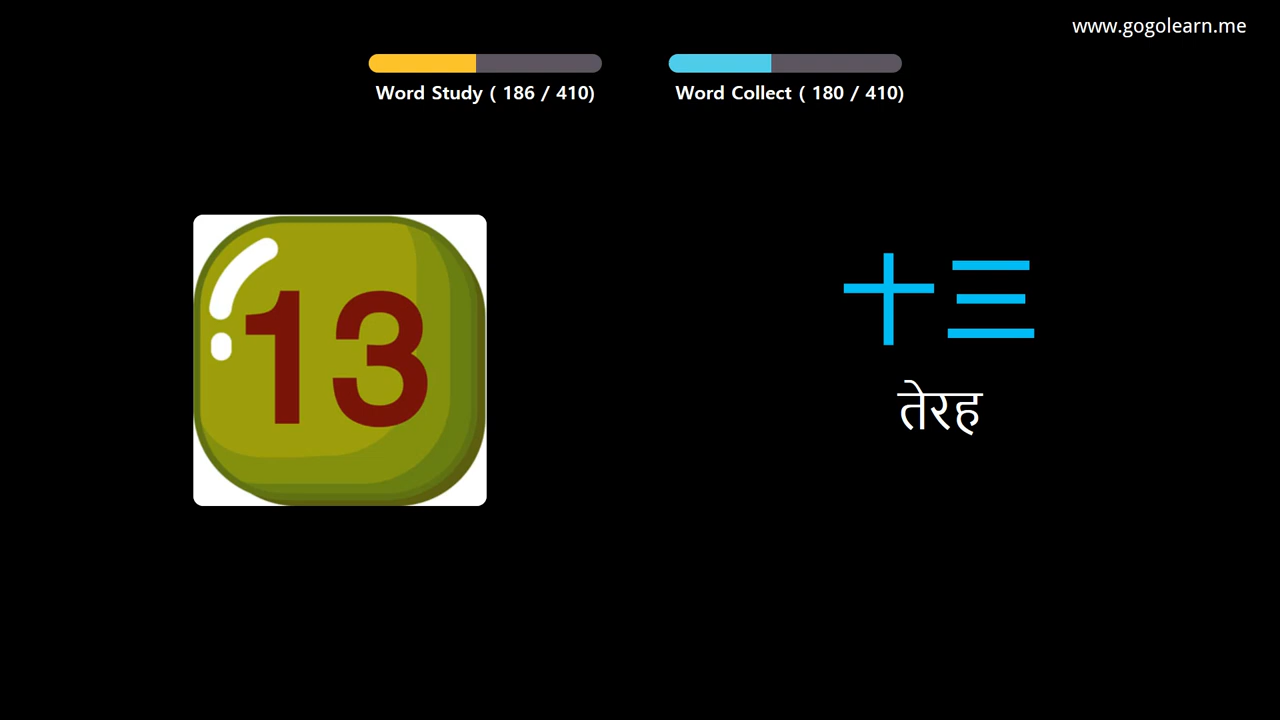 www.gogolearn.me
Word Study ( 186 / 410)
Word Collect ( 180 / 410)
13
十三
तेरह